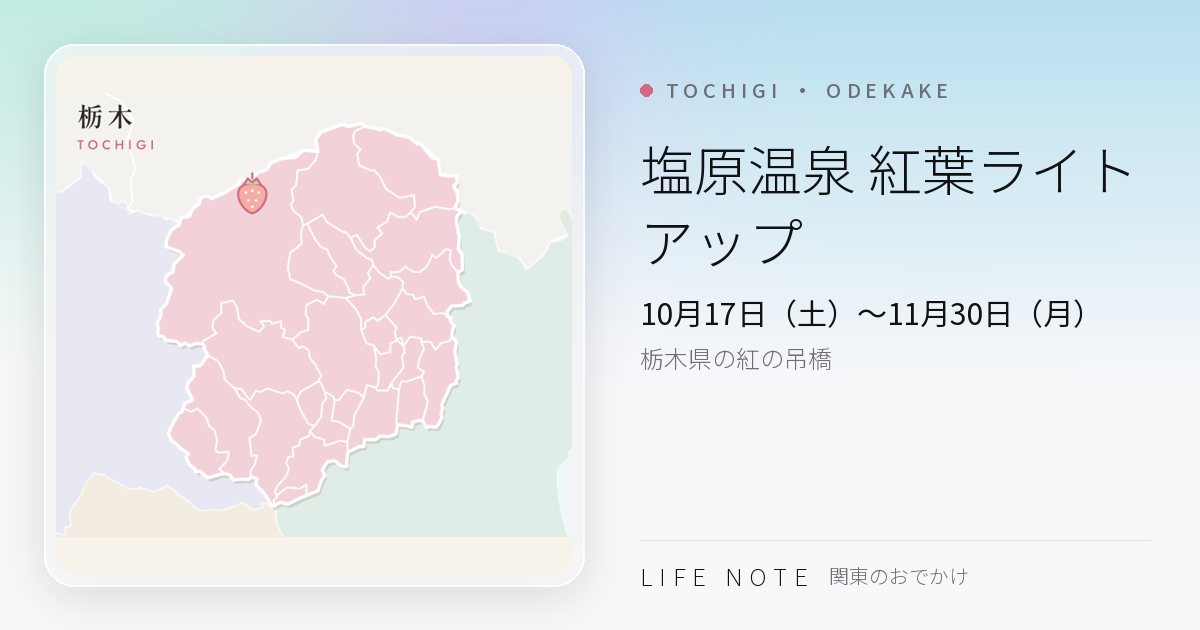 栃木
TOCHIGI
TOCHIGI • ODEKAKE
塩原温泉 紅葉ライト
アップ
10月17日（土）〜11月30日（月）
栃木県の紅の吊橋
LIFE NOTE 関東のおでかけ